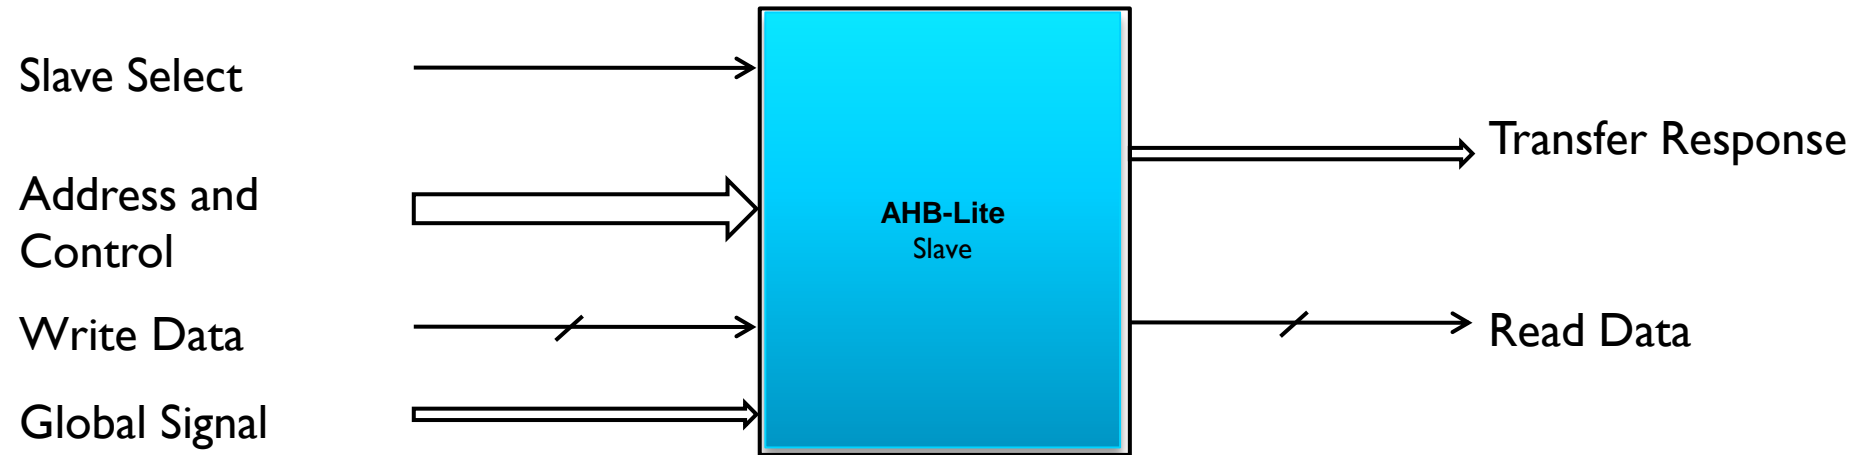 Slave Select
Address and
Control
Write Data
Global Signal
AHB-Lite
Slave
Transfer Response
Read Data